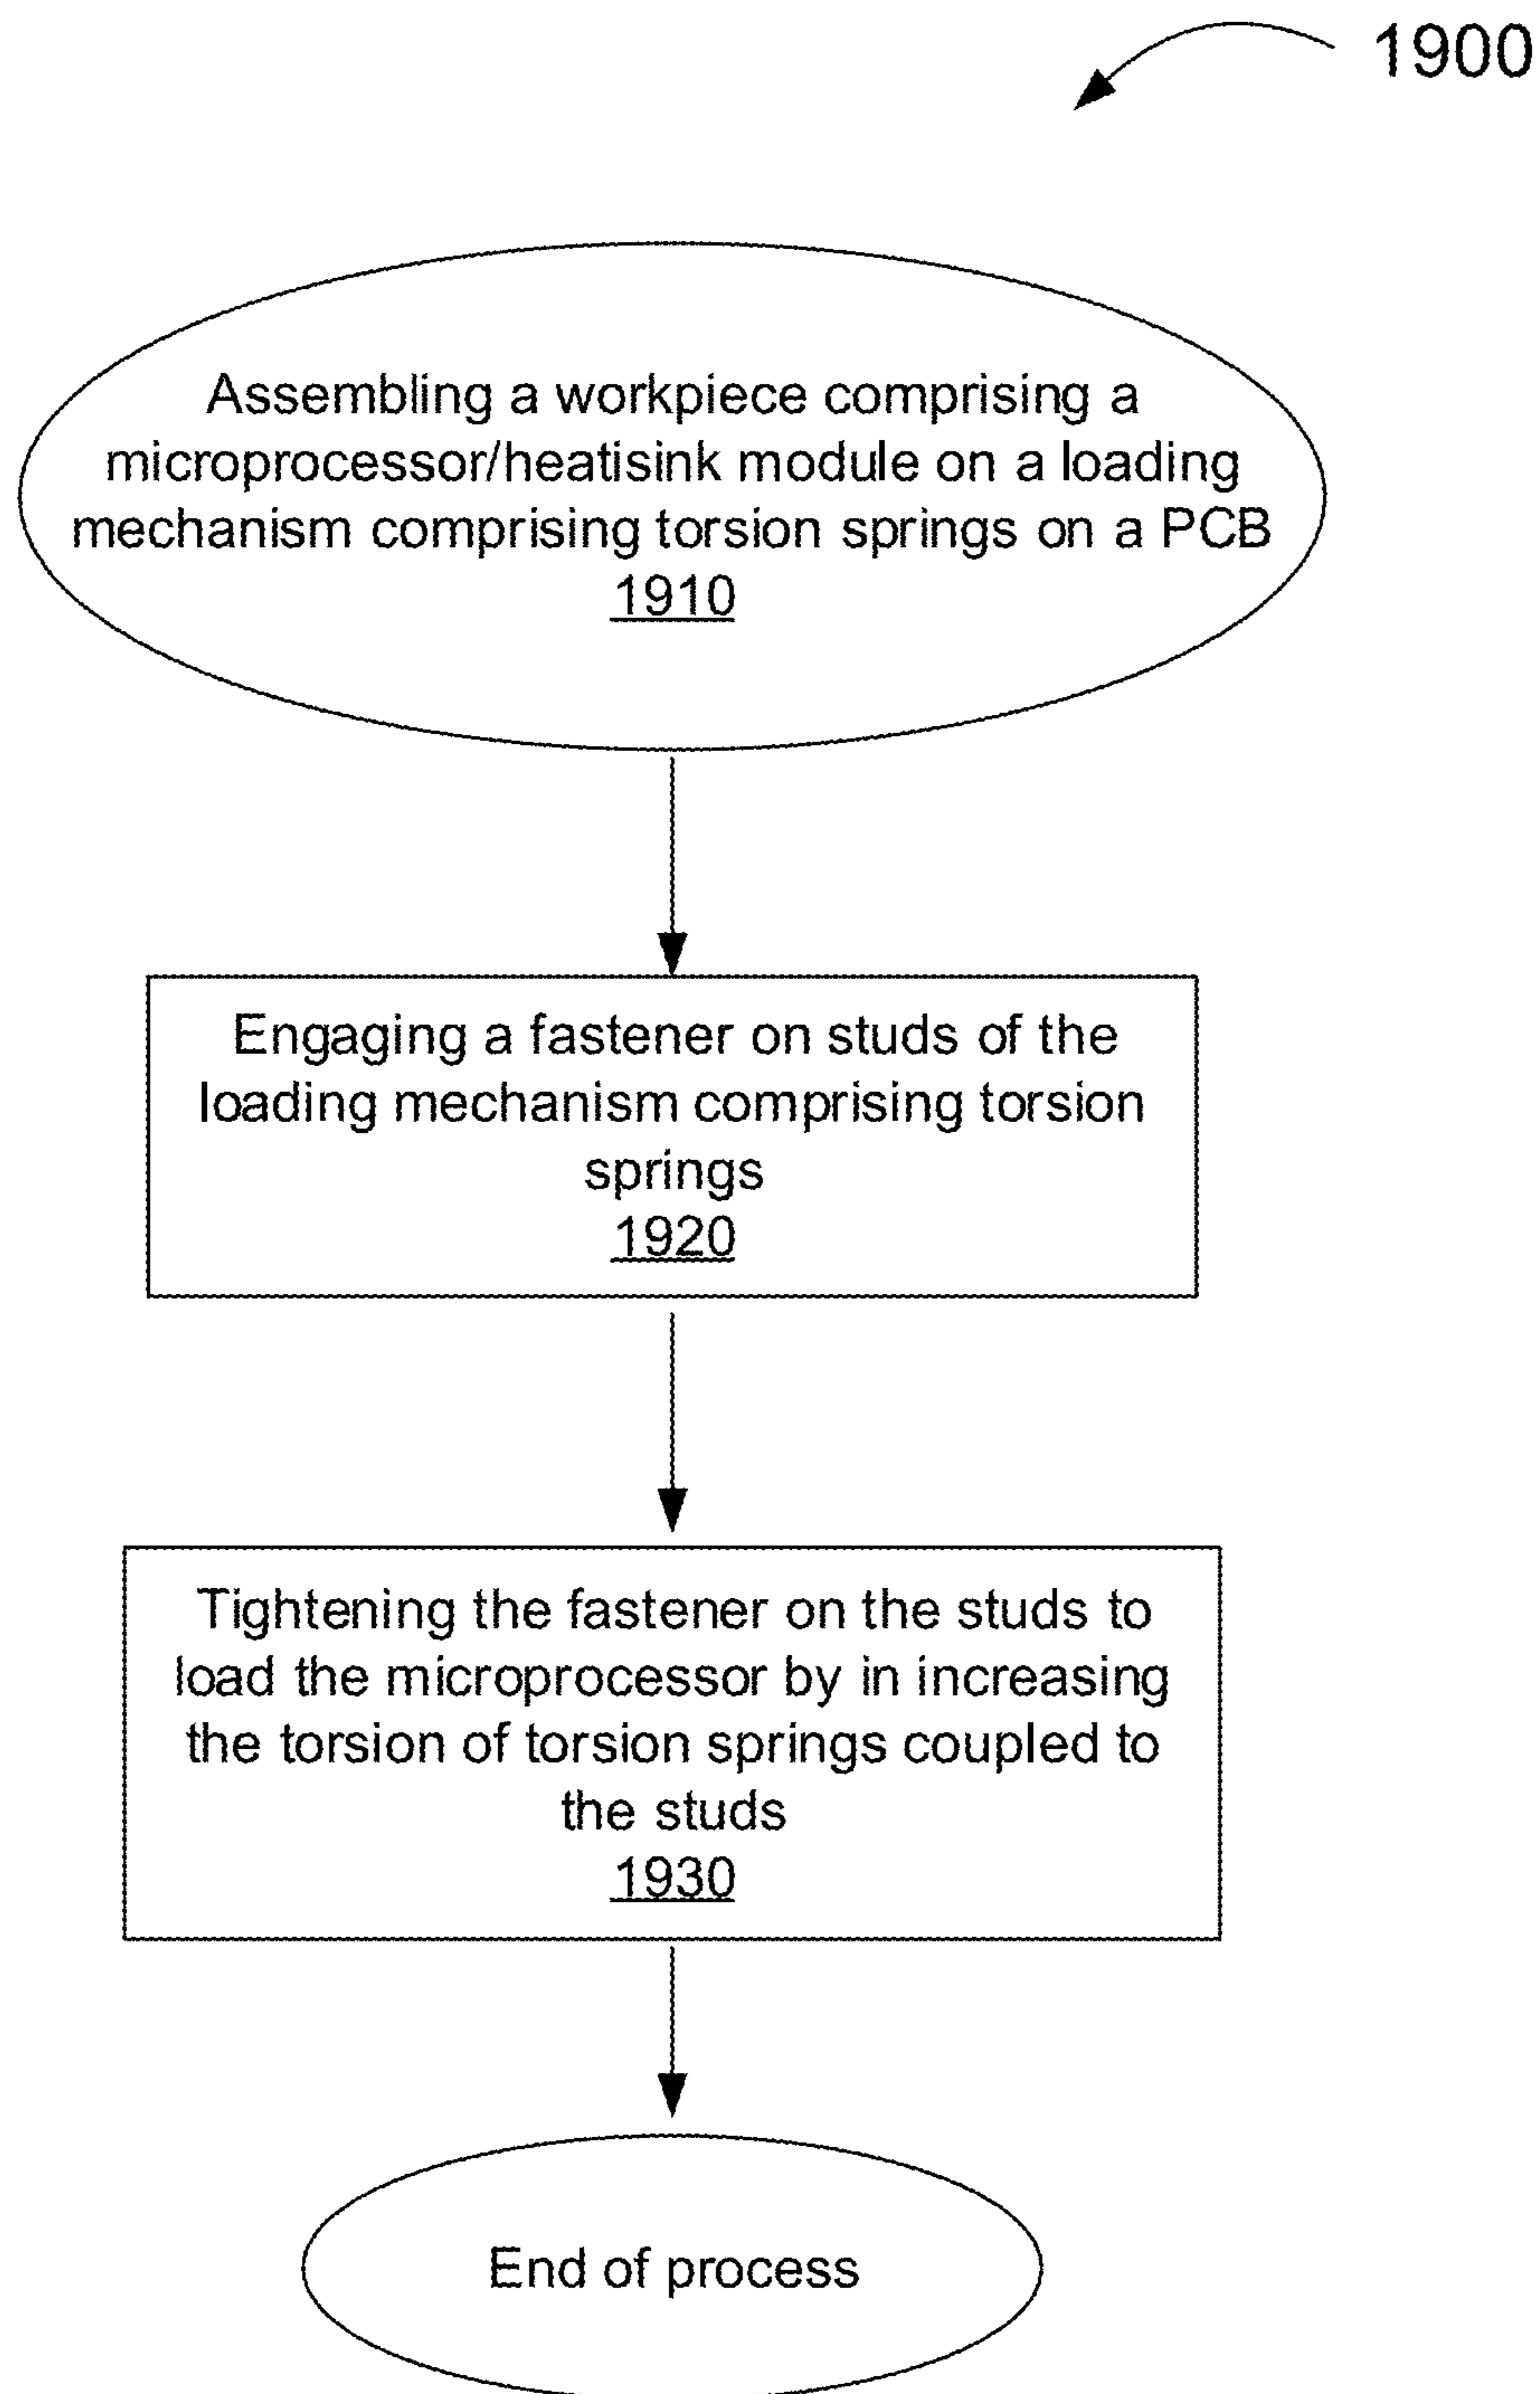 1900
Assembling a workpiece comprising a
microprocessor/heatisink module on a loading
mechanism comprising torsion springs on a PCB
1910
Engaging a fastener on studs of the
loading mechanism comprising torsion
springs
1920
Tightening the fastener on the studs to
load the microprocessor by in increasing
the torsion of torsion springs coupled to
the studs
1930
End of process